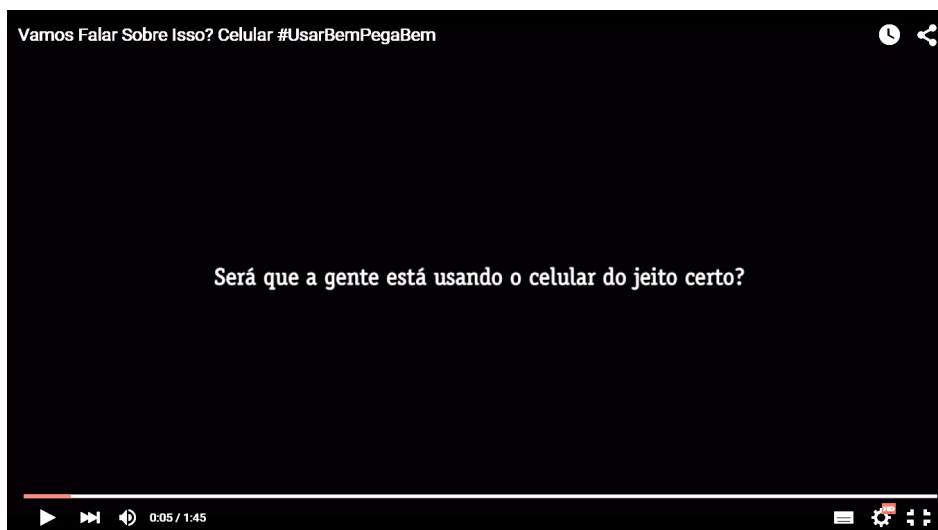 Vamos Falar Sobre Isso? Celular #UsarBemPegaBem
Será que a gente está usando o celular do jeito certo?
0:05 / 1:45
HD